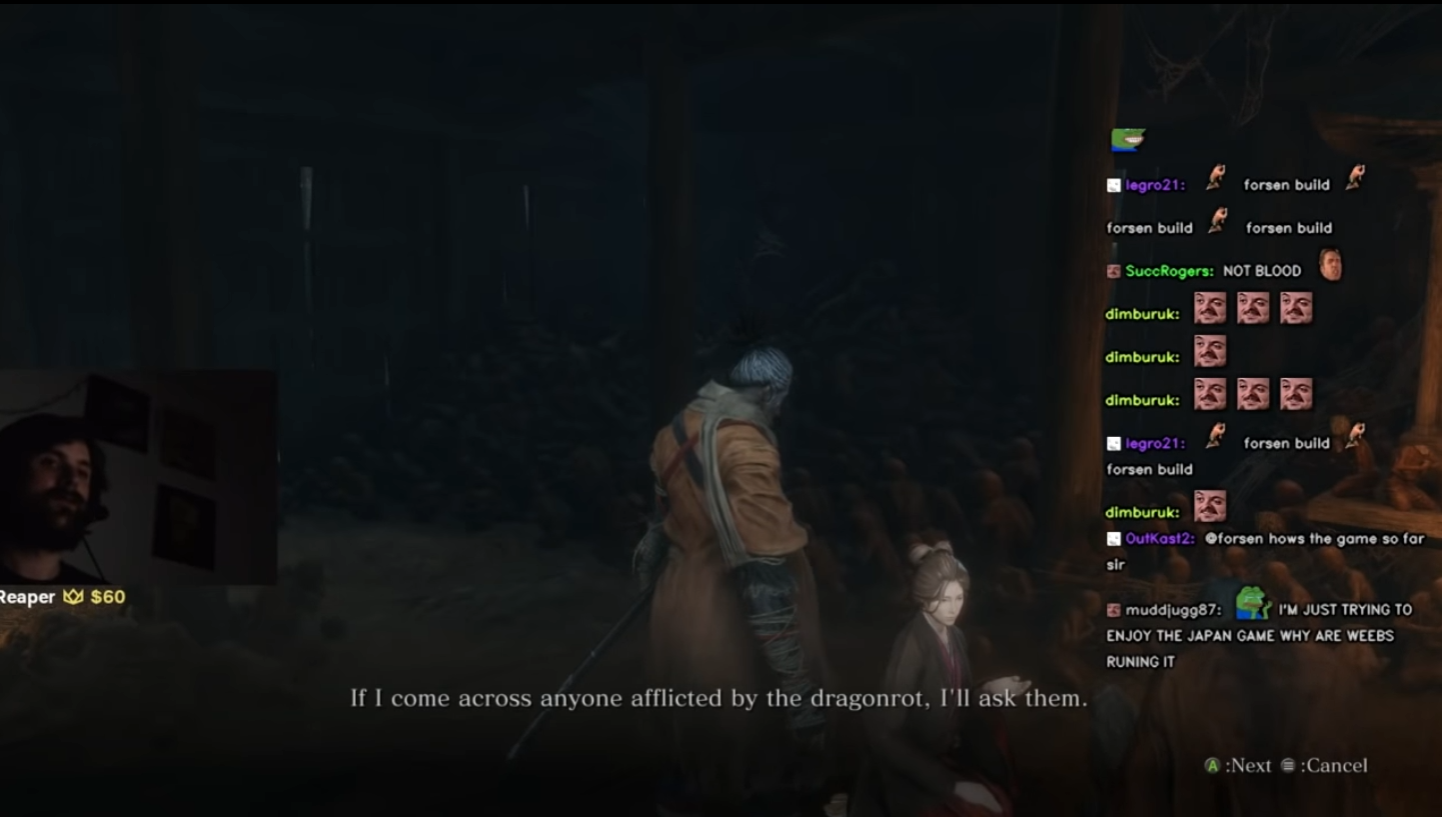 legro21: forsen build
forsen build forsen build
SuccRogers: NOT BLOOD
dimburuk:
dimburuk:
dimburuk:
legro21: forsen build
forsen build
dimburuk:
OutKast2: @forsen hows the game so far
sir
muddjugg87: I'M JUST TRYING TO
ENJOY THE JAPAN GAME WHY ARE WEEBS
RUNING IT
Reaper $60
If I come across anyone afflicted by the dragonrot, I'll ask them.
A :Next :Cancel